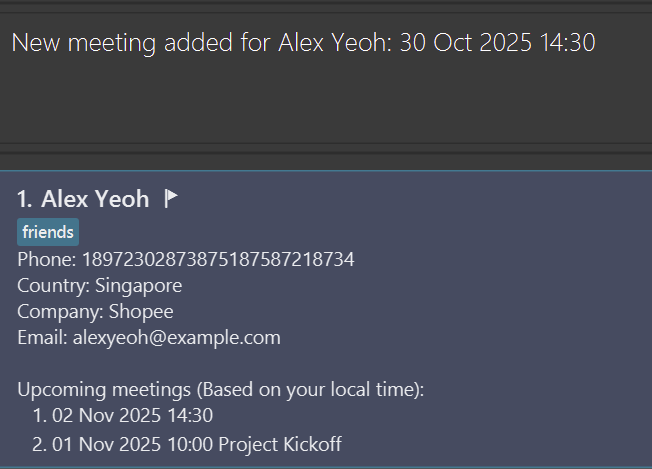 New meeting added for Alex Yeoh: 30 Oct 2025 14:30
1. Alex Yeoh
friends
Phone: 18972302873875187587218734
Country: Singapore
Company: Shopee
Email: alexyeoh@example.com
Upcoming meetings (Based on your local time):
1. 02 Nov 2025 14:30
2. 01 Nov 2025 10:00 Project Kickoff